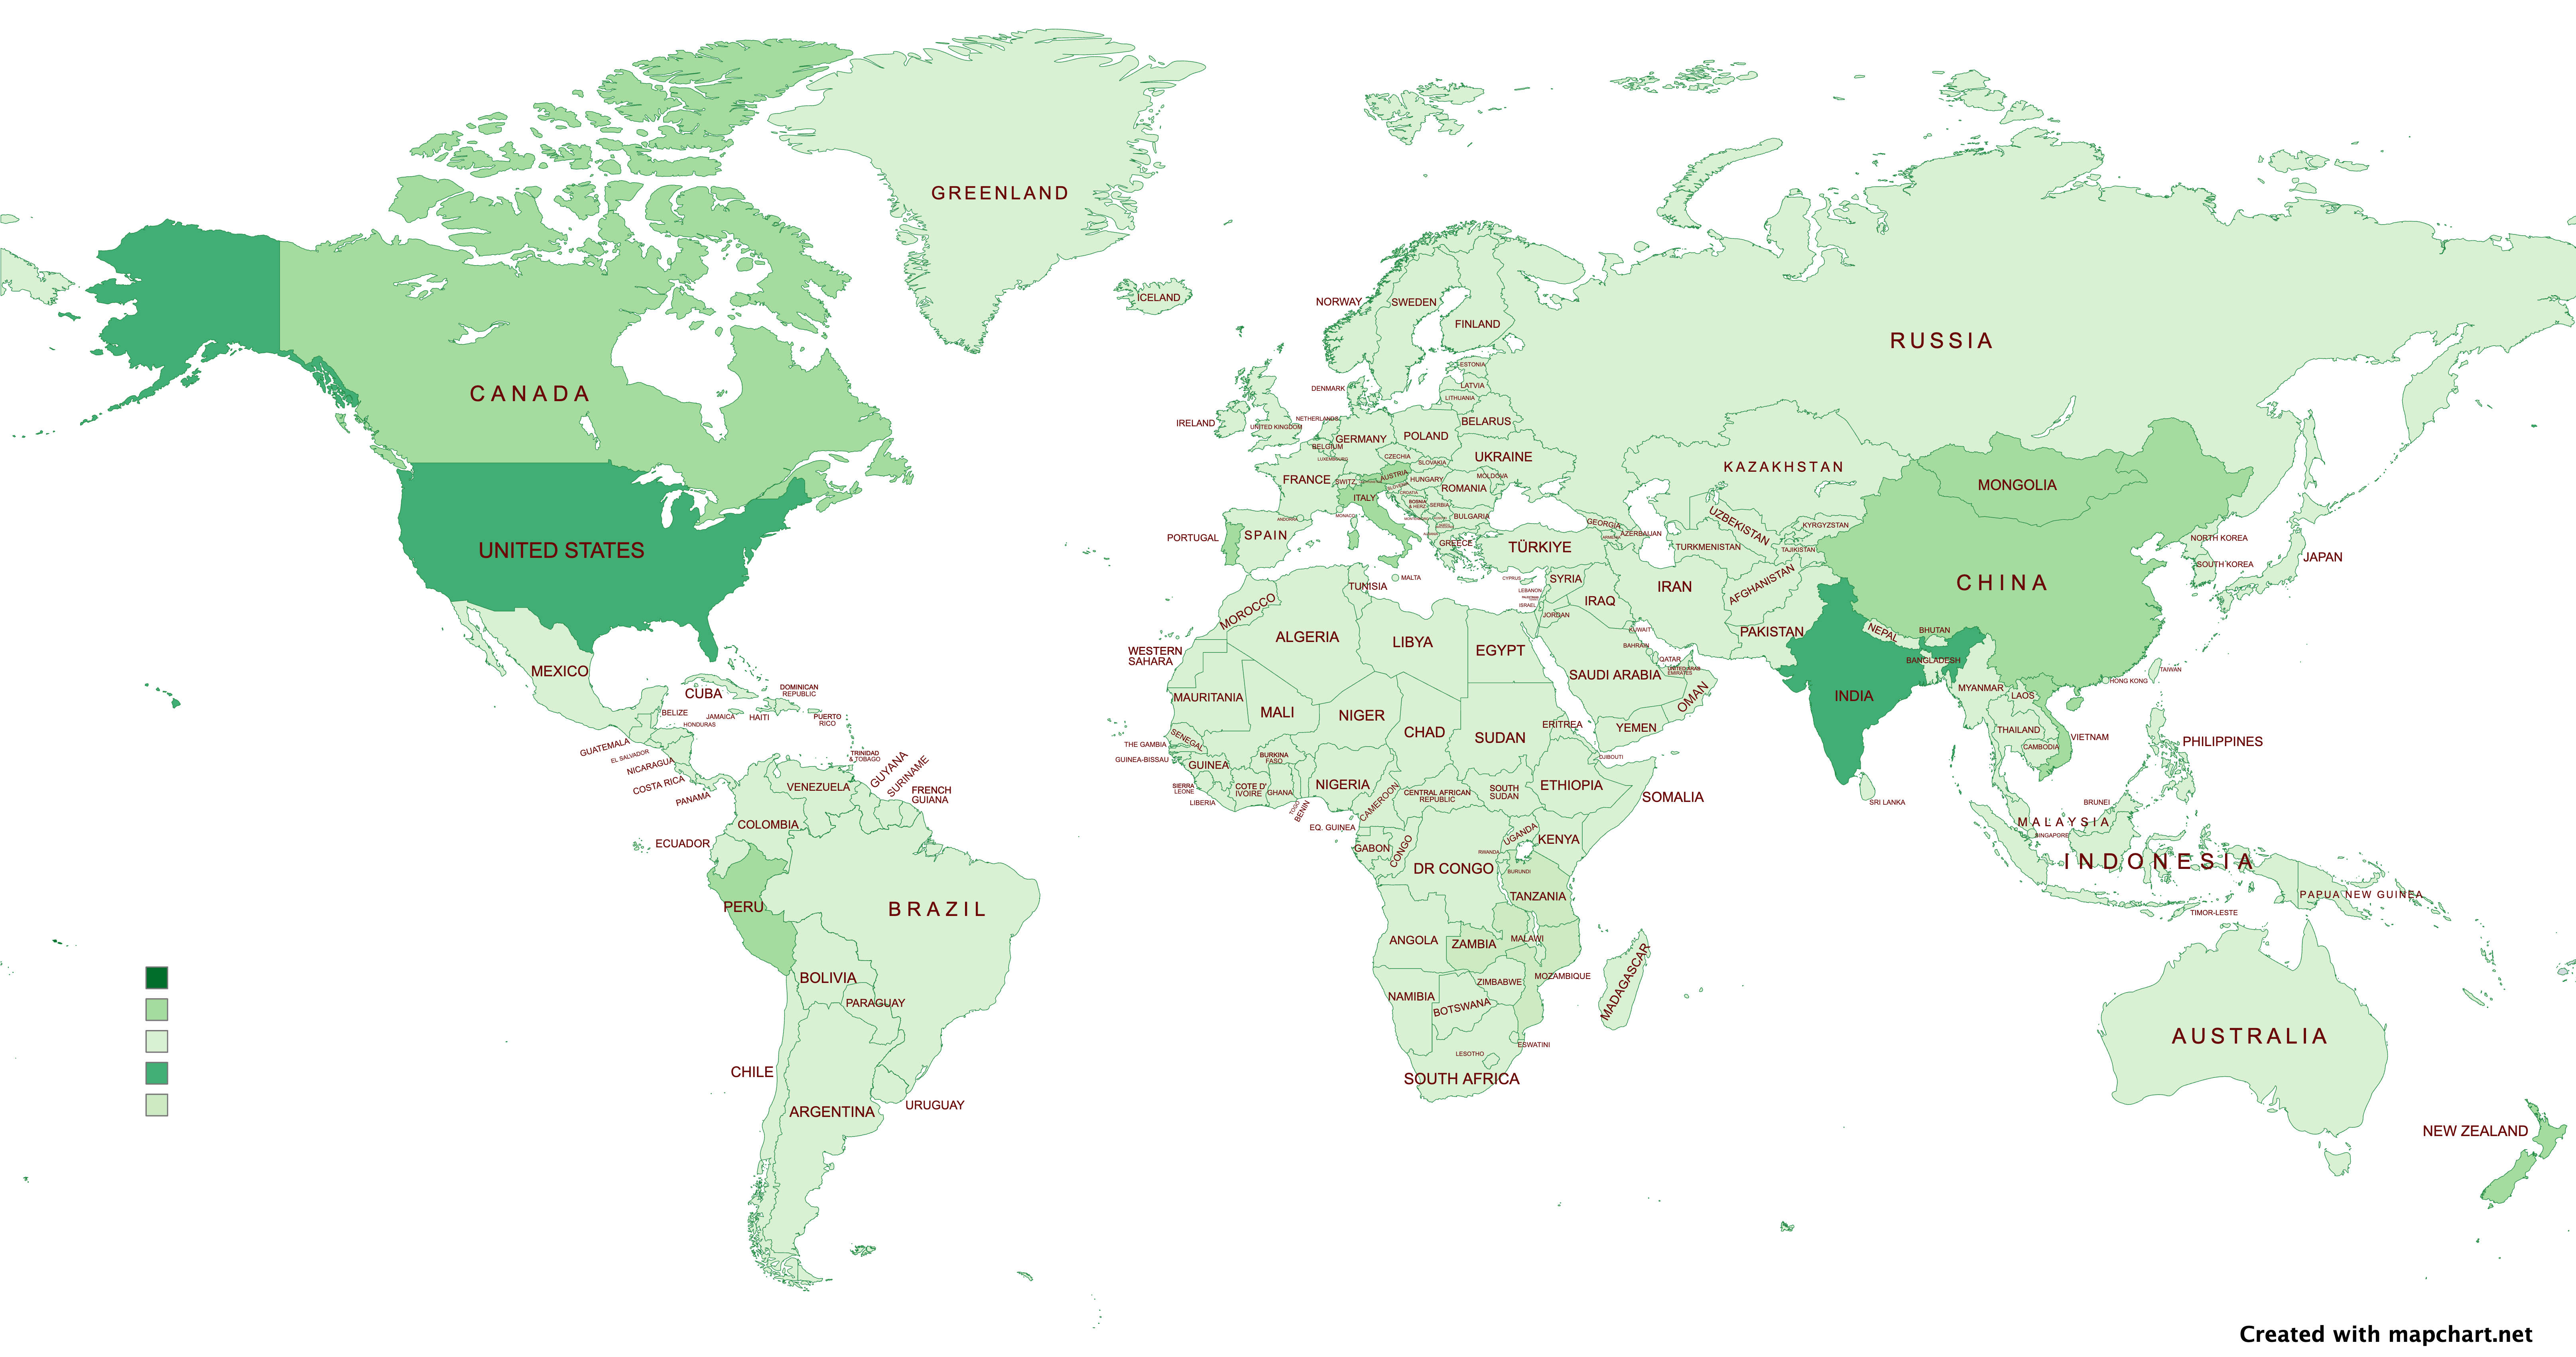 GREENLAND
ICELAND
NORWAY
SWEDEN
FINLAND
RUSSIA
CANADA
ESTONIA
LATVIA
LITHUANIA
DENMARK
IRELAND
UNITED KINGDOM
NETHERLANDS
BELGIUM
LUXEMBOURG
GERMANY
POLAND
BELARUS
CZECHIA
SLOVAKIA
UKRAINE
KAZAKHSTAN
MONGOLIA
FRANCE
SWITZ.
AUSTRIA
HUNGARY
MOLDOVA
SLOVENIA
CROATIA
ROMANIA
ITALY
BOSNIA
& HERZ.
SERBIA
MONACO
ANDORRA
MONTENEGRO
BULGARIA
PORTUGAL
SPAIN
GREECE
TÜRKIYE
GEORGIA
ARMENIA
AZERBAIJAN
UZBEKISTAN
KYRGYZSTAN
TURKMENISTAN
TAJIKISTAN
NORTH KOREA
SOUTH KOREA
JAPAN
UNITED STATES
CHINA
TUNISIA
MALTA
CYPRUS
SYRIA
LEBANON
ISRAEL
JORDAN
IRAQ
IRAN
AFGHANISTAN
MOROCCO
ALGERIA
LIBYA
EGYPT
KUWAIT
BAHRAIN
QATAR
UNITED ARAB
EMIRATES
SAUDI ARABIA
OMAN
YEMEN
PAKISTAN
NEPAL
BHUTAN
BANGLADESH
INDIA
MYANMAR
LAOS
HONG KONG
TAIWAN
THAILAND
CAMBODIA
VIETNAM
PHILIPPINES
SRI LANKA
WESTERN
SAHARA
MEXICO
CUBA
DOMINICAN
REPUBLIC
BELIZE
JAMAICA
HAITI
PUERTO
RICO
HONDURAS
GUATEMALA
EL SALVADOR
NICARAGUA
COSTA RICA
PANAMA
TRINIDAD
& TOBAGO
VENEZUELA
GUYANA
SURINAME
FRENCH
GUIANA
COLOMBIA
ECUADOR
PERU
BRAZIL
BOLIVIA
PARAGUAY
CHILE
ARGENTINA
URUGUAY
MAURITANIA
MALI
NIGER
CHAD
SUDAN
ERITREA
DJIBOUTI
SENEGAL
THE GAMBIA
GUINEA-BISSAU
GUINEA
SIERRA
LEONE
LIBERIA
COTE D'
IVOIRE
BURKINA
FASO
GHANA
TOGO
BENIN
NIGERIA
CAMEROON
CENTRAL AFRICAN
REPUBLIC
SOUTH
SUDAN
ETHIOPIA
SOMALIA
EQ. GUINEA
GABON
CONGO
DR CONGO
UGANDA
KENYA
RWANDA
BURUNDI
TANZANIA
ANGOLA
ZAMBIA
MALAWI
MOZAMBIQUE
ZIMBABWE
NAMIBIA
BOTSWANA
MADAGASCAR
ESWATINI
LESOTHO
SOUTH AFRICA
BRUNEI
MALAYSIA
SINGAPORE
INDONESIA
PAPUA NEW GUINEA
TIMOR-LESTE
AUSTRALIA
NEW ZEALAND
Created with mapchart.net